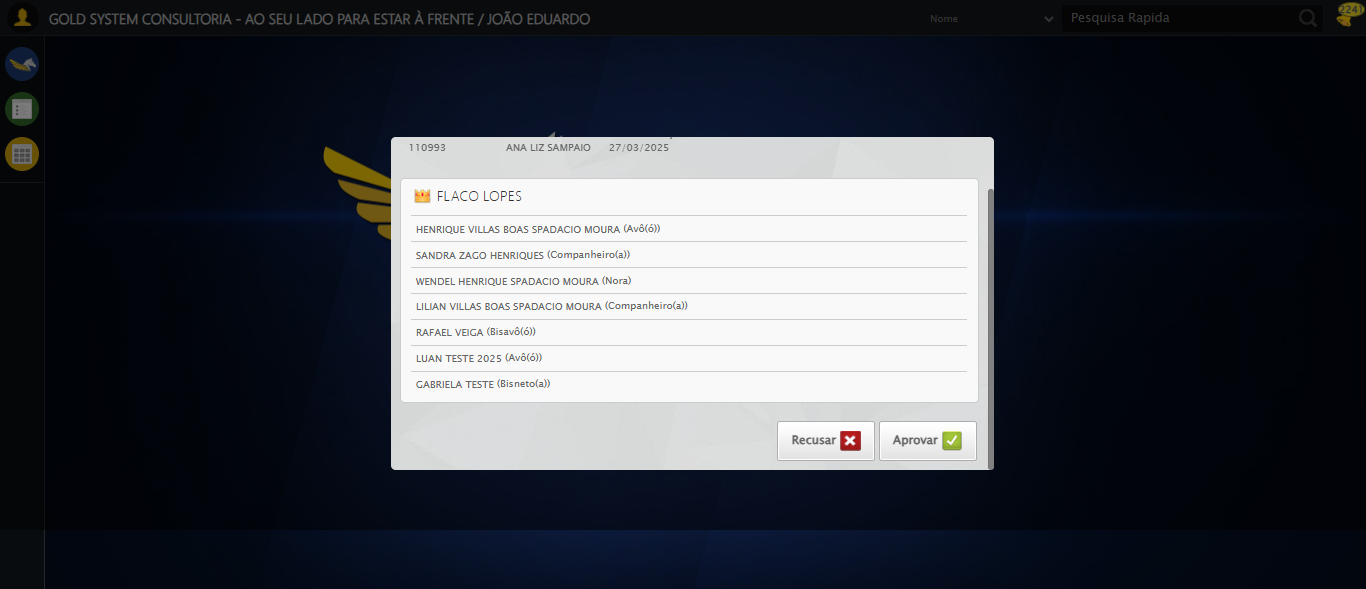 GOLD SYSTEM CONSULTORIA - AO SEU LADO PARA ESTAR À FRENTE / JOÃO EDUARDO
Nome
Pesquisa Rapida
2241
110993 ANA LIZ SAMPAIO 27/03/2025
FLACO LOPES
HENRIQUE VILLAS BOAS SPADACIO MOURA (Avô(ó))
SANDRA ZAGO HENRIQUES (Companheiro(a))
WENDEL HENRIQUE SPADACIO MOURA (Nora)
LILIAN VILLAS BOAS SPADACIO MOURA (Companheiro(a))
RAFAEL VEIGA (Bisavô(ó))
LUAN TESTE 2025 (Avô(ó))
GABRIELA TESTE (Bisneto(a))
Recusar
Aprovar